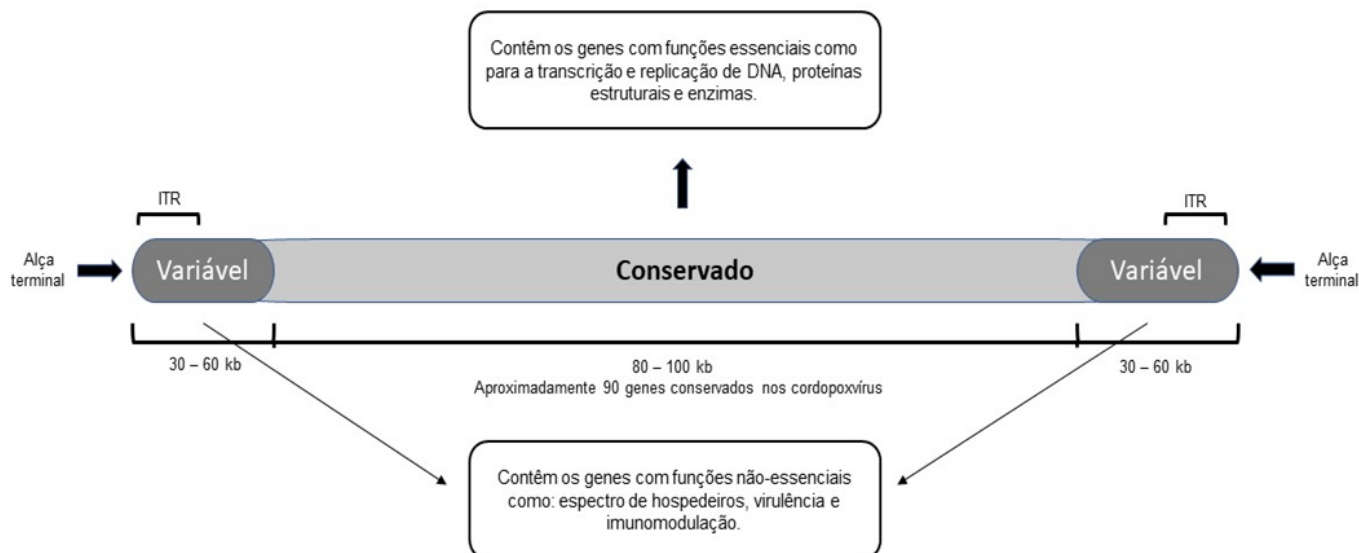 Contêm os genes com funções essenciais como
para a transcrição e replicação de DNA, proteínas
estruturais e enzimas.
ITR
ITR
Alça
terminal
Variável
Conservado
Variável
Alça
terminal
30 – 60 kb
80 – 100 kb
30 – 60 kb
Aproximadamente 90 genes conservados nos cordopoxvírus
Contêm os genes com funções não-essenciais
como: espectro de hospedeiros, virulência e
imunomodulação.